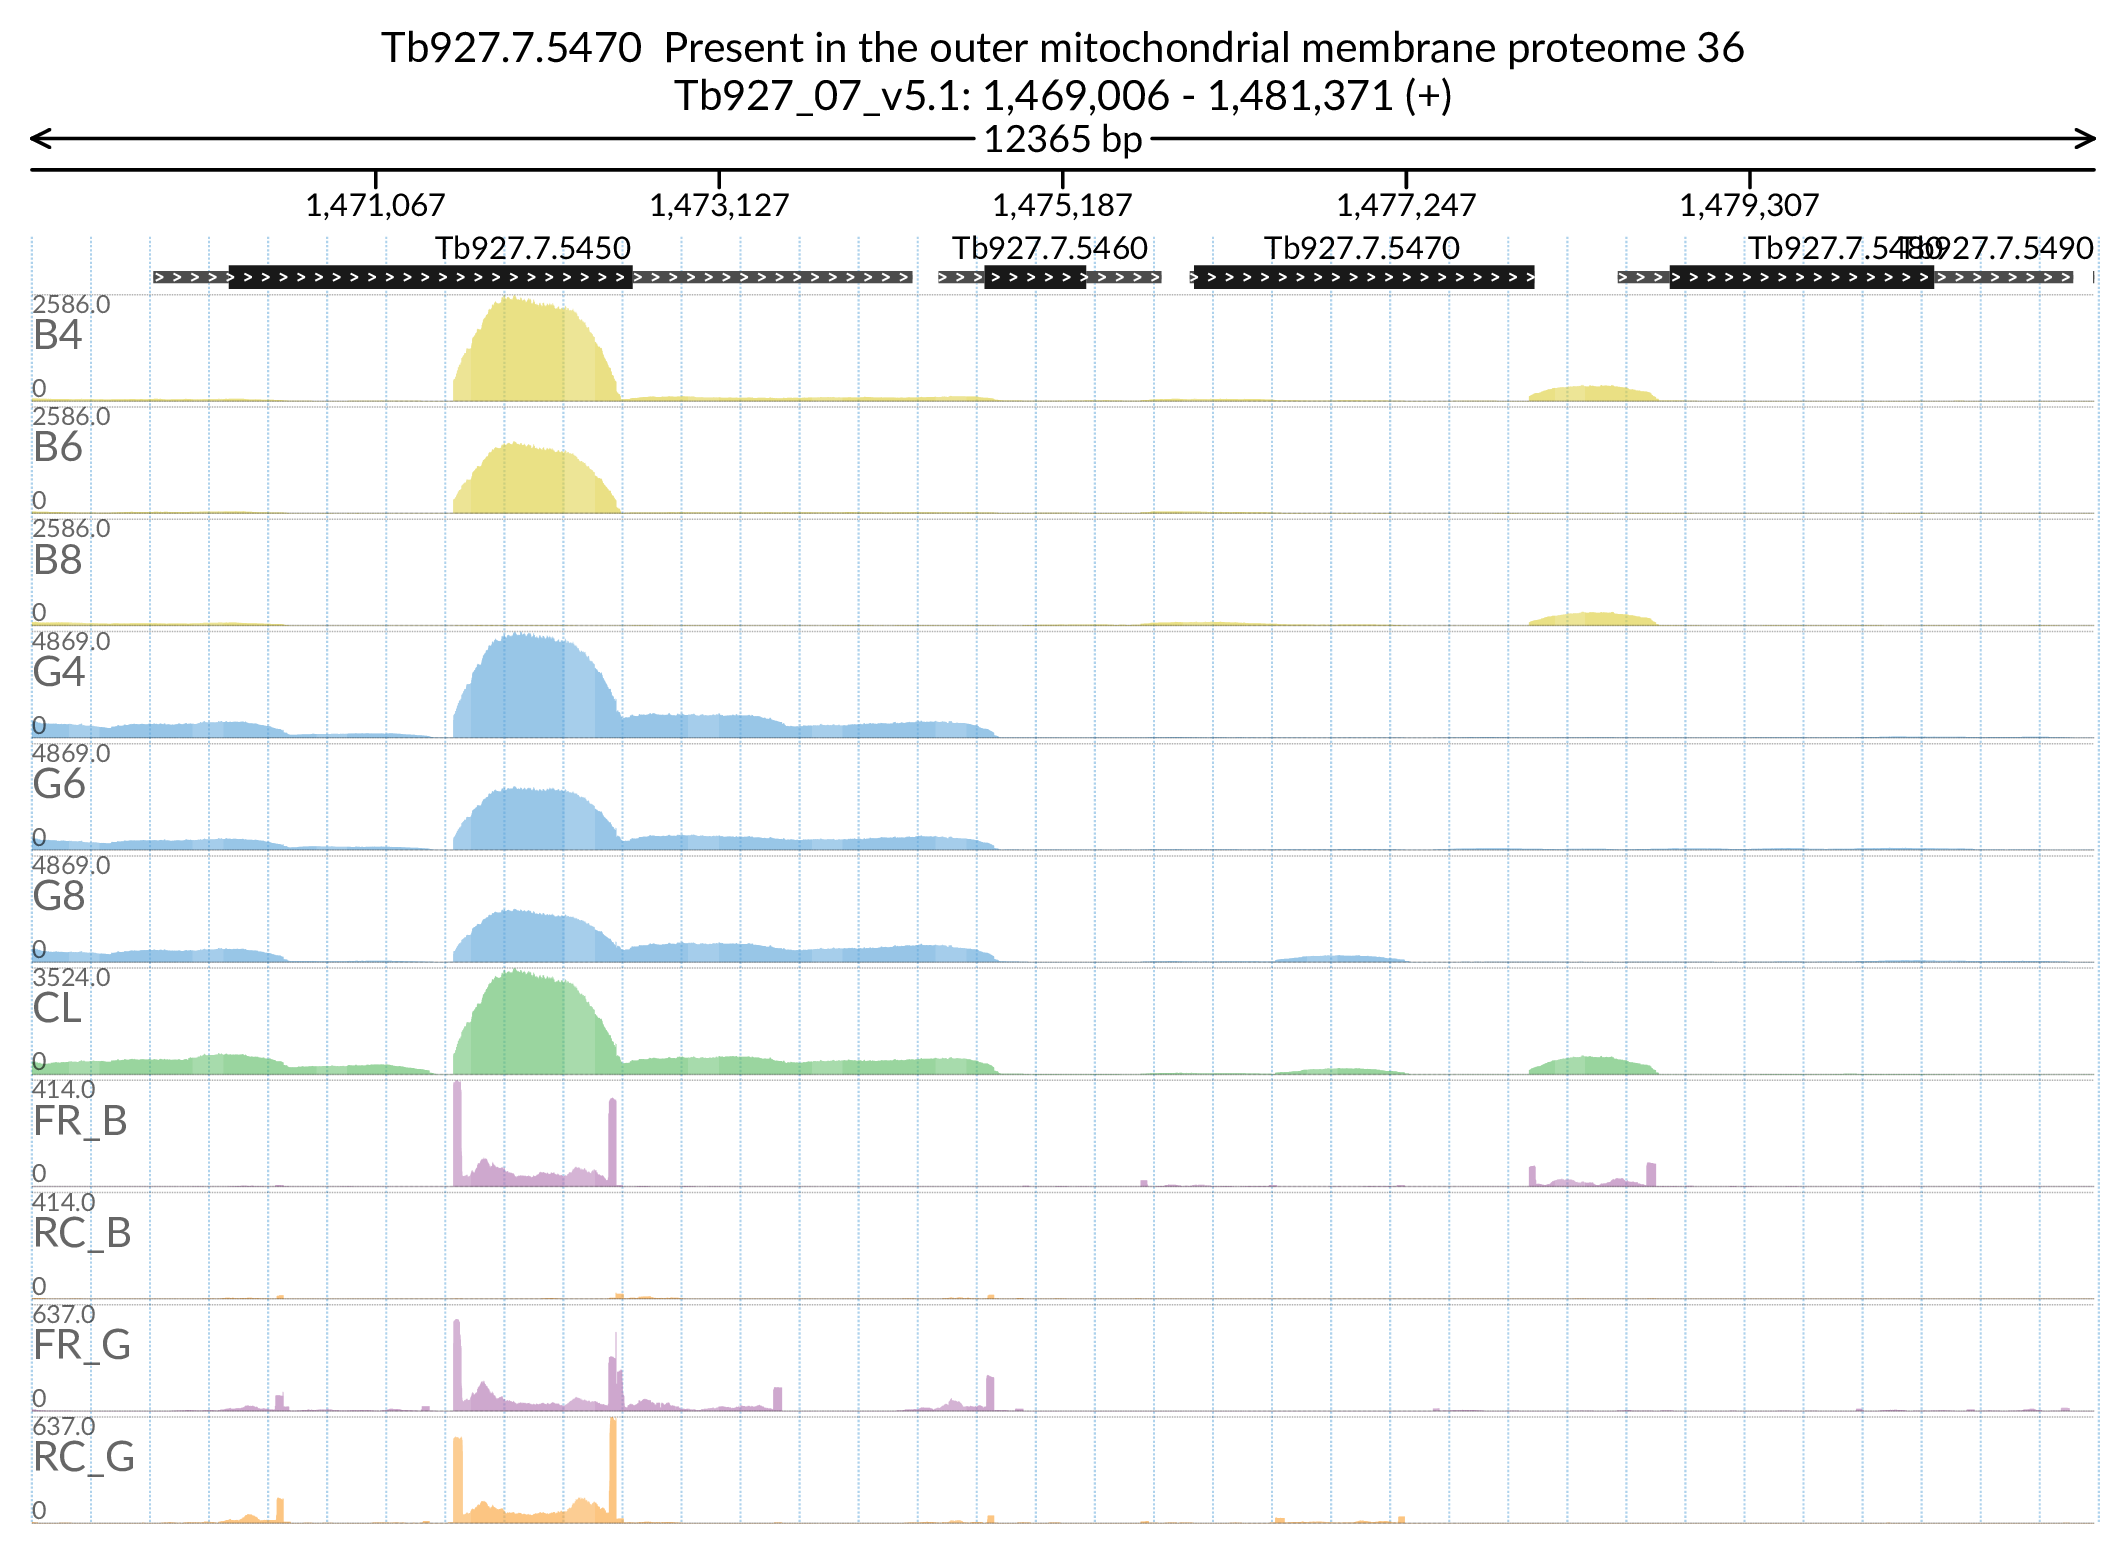 Tb927.7.5470  Present in the outer mitochondrial membrane proteome 36
Tb927_07_v5.1: 1,469,006 - 1,481,371 (+)
12365 bp
1,471,067 1,473,127 1,475,187 1,477,247 1,479,307
Tb927.7.5450 Tb927.7.5460 Tb927.7.5470 Tb927.7.5480 Tb927.7.5490
2586.0
B4
0
2586.0
B6
0
2586.0
B8
0
4869.0
G4
0
4869.0
G6
0
4869.0
G8
0
3524.0
CL
0
414.0
FR_B
0
414.0
RC_B
0
637.0
FR_G
0
637.0
RC_G
0